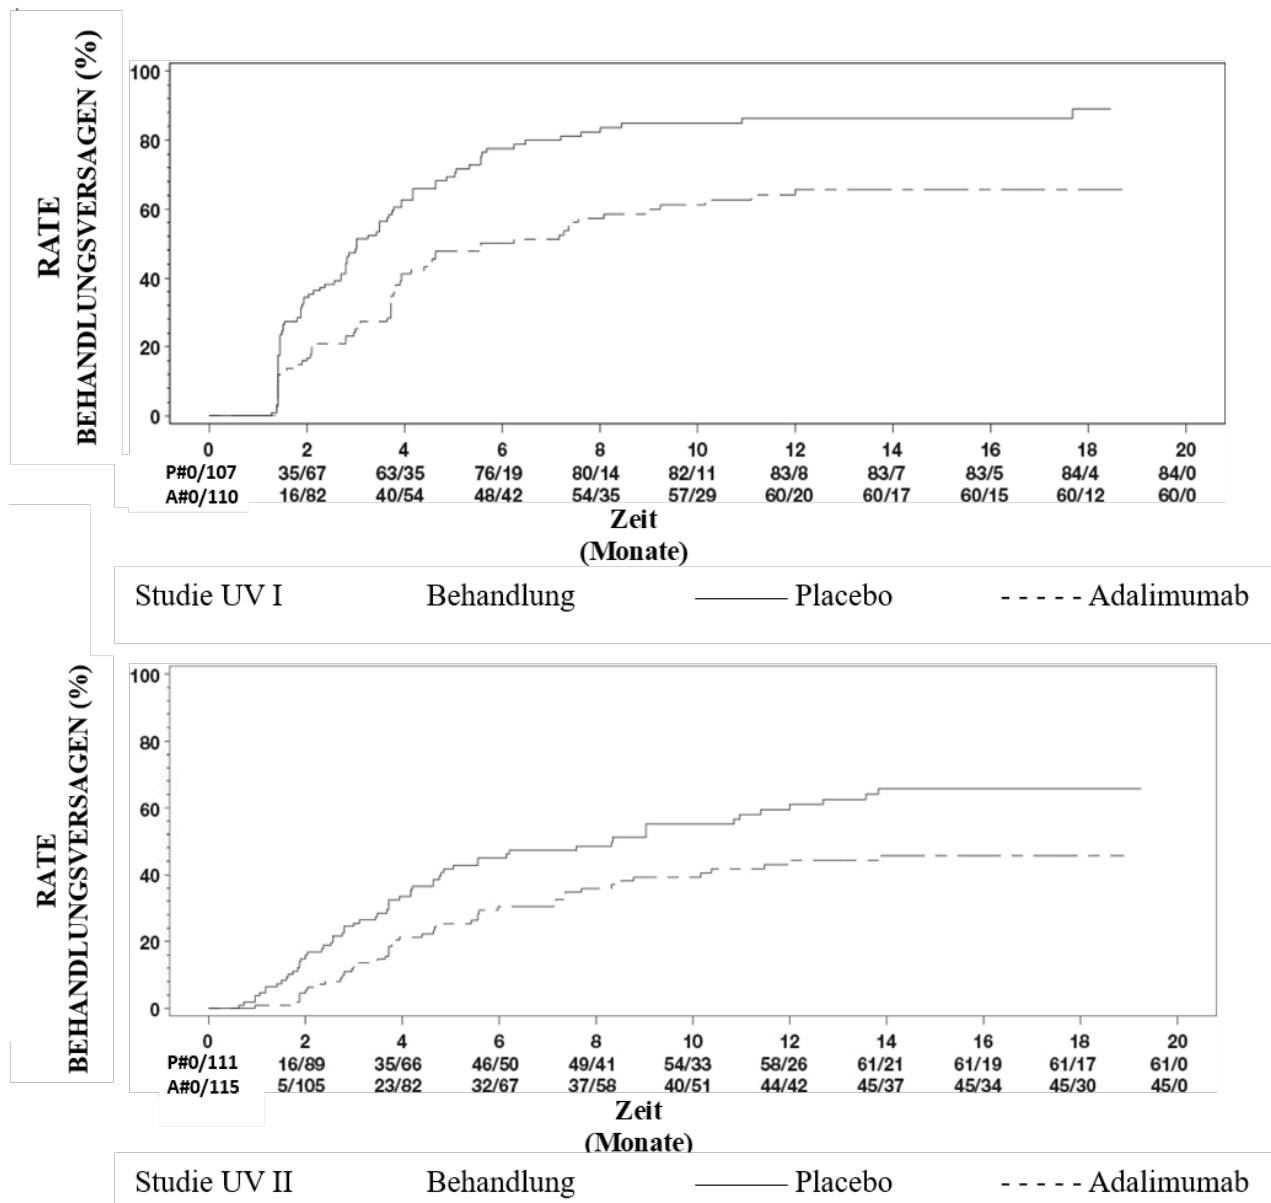 RATE
BEHANDLUNGSVERSAGEN (%)
100
80
60
40
20
0
0 2 4 6 8 10 12 14 16 18 20
P#0/107 35/67 63/35 76/19 80/14 82/11 83/8 83/7 83/5 84/4 84/0
A#0/110 16/82 40/54 48/42 54/35 57/29 60/20 60/17 60/15 60/12 60/0
Zeit
(Monate)
Studie UV I Behandlung Placebo Adalimumab
RATE
BEHANDLUNGSVERSAGEN (%)
100
80
60
40
20
0
0 2 4 6 8 10 12 14 16 18 20
P#0/111 16/89 35/66 46/50 49/41 54/33 58/26 61/21 61/19 61/17 61/0
A#0/115 5/105 23/82 32/67 37/58 40/51 44/42 45/37 45/34 45/30 45/0
Zeit
(Monate)
Studie UV II Behandlung Placebo Adalimumab